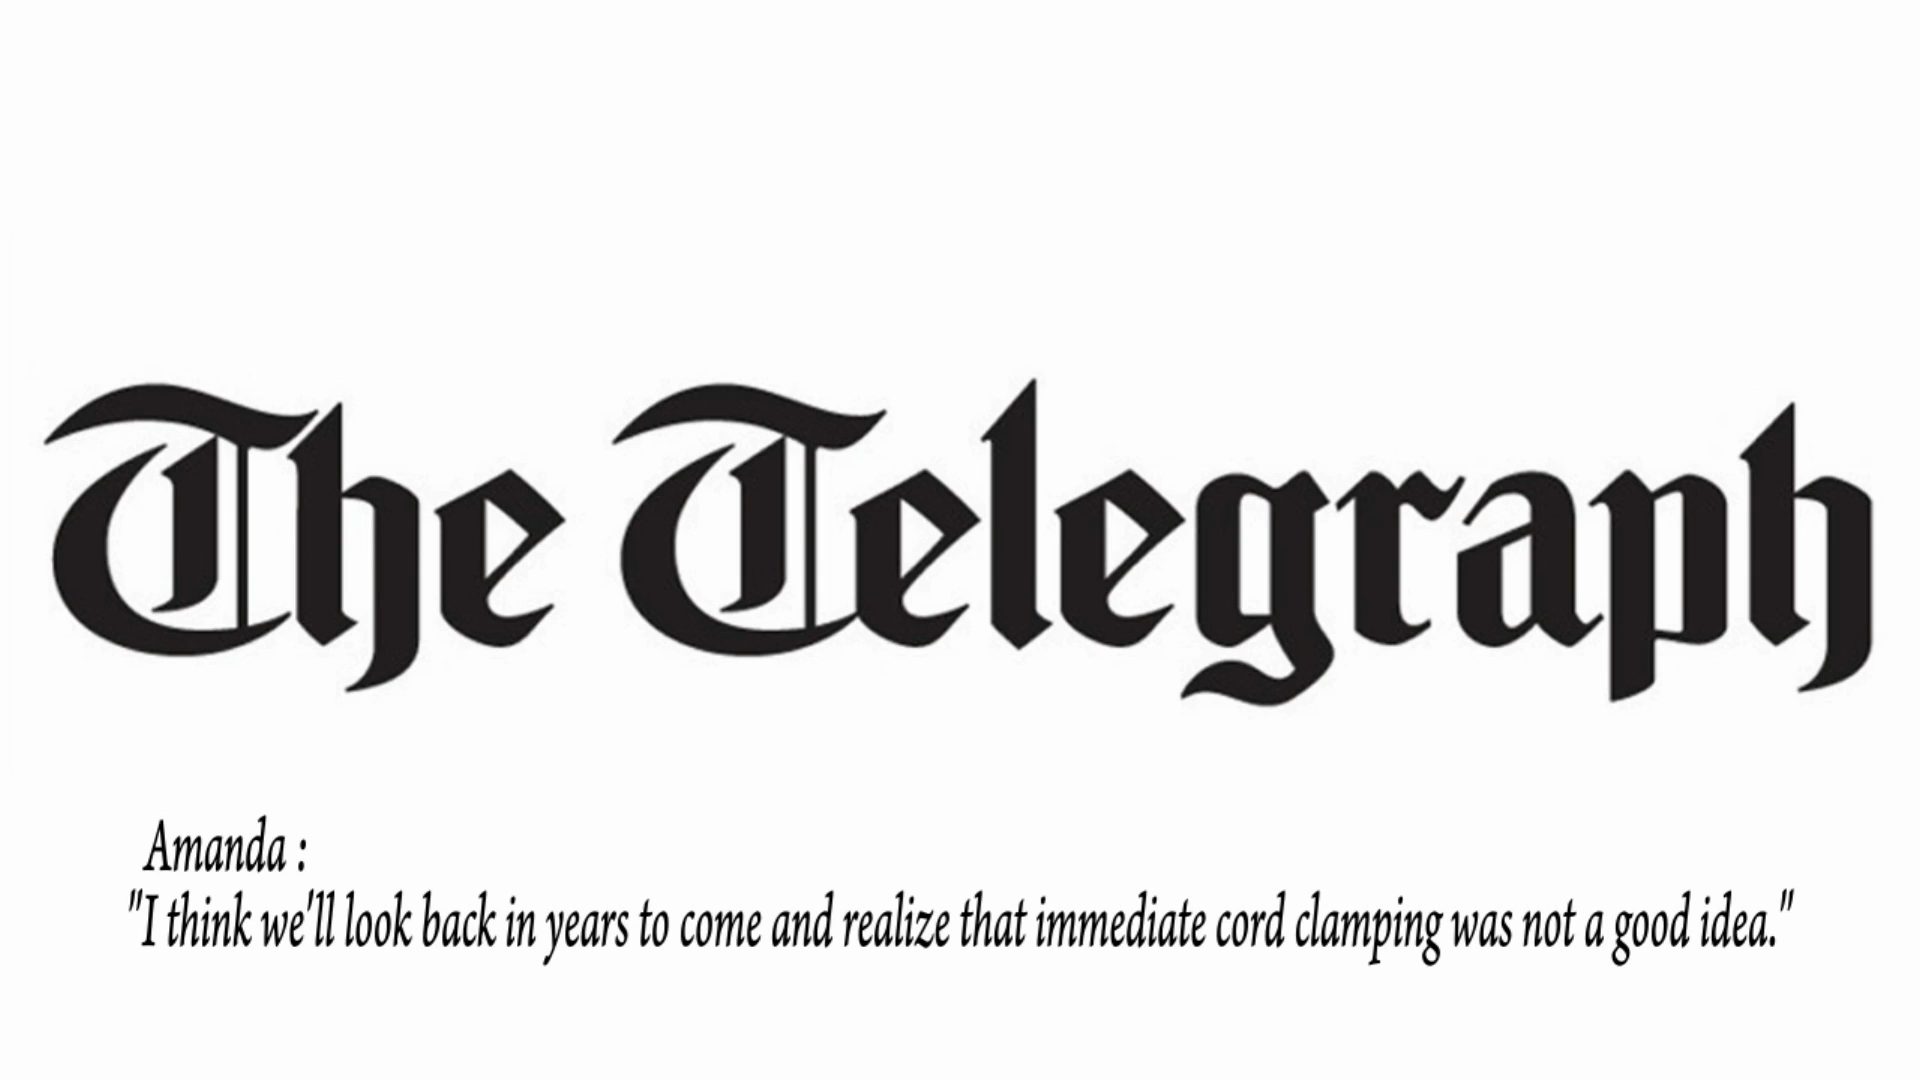 The Telegraph
Amanda :
"I think we'll look back in years to come and realize that immediate cord clamping was not a good idea."